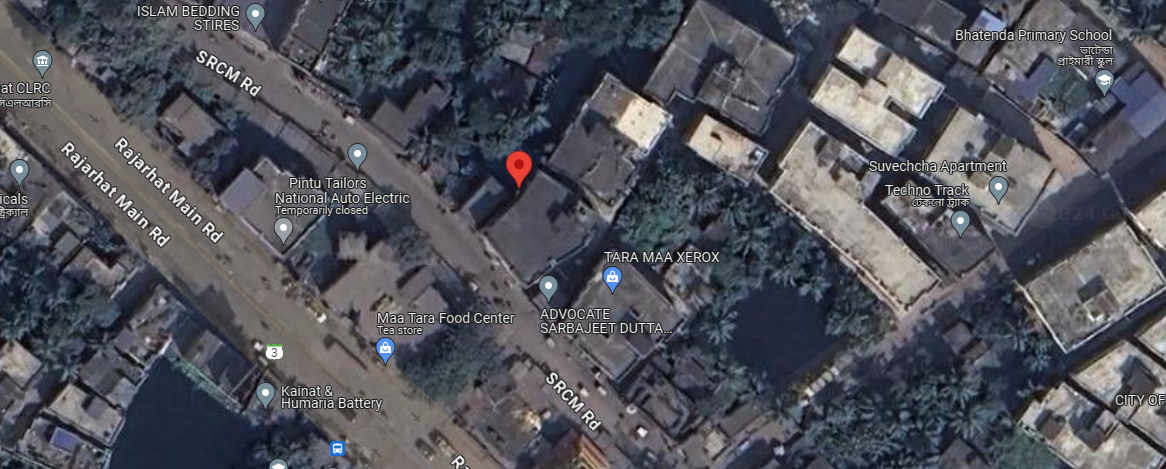 ISLAM BEDDING
STIRES
SRCM Rd
Bhatenda Primary School
ভাটেন্ডা
প্রাইমারী স্কুল
at CLRC
সিএলআরসি
Rajarhat Main Rd
Rajarhat Main Rd
Suvechcha Apartment
Pintu Tailors
Techno Track
টেকনো ট্র্যাক
National Auto Electric
Temporarily closed
icals
TARA MAA XEROX
Maa Tara Food Center
Tea store
ADVOCATE
SARBAJEET DUTTA...
3
Kainat &
Humaria Battery
SRCM Rd
CITY OF
Ra